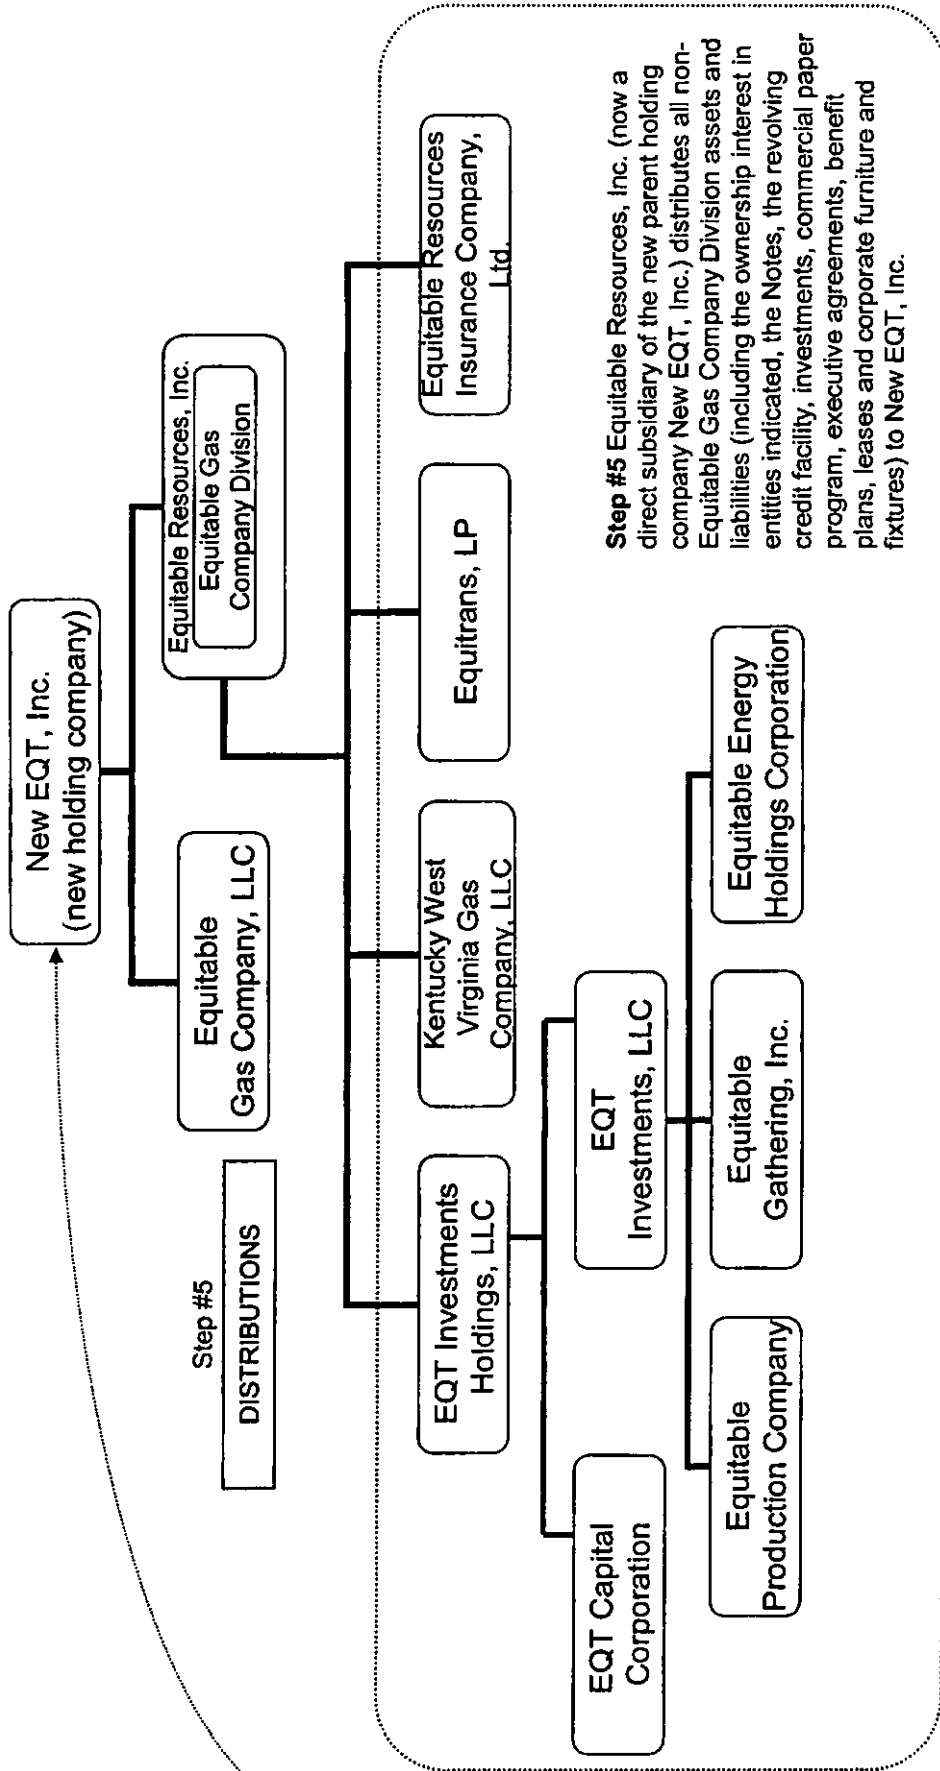 New EQT, Inc.
(new holding company)
Equitable
Gas Company, LLC
Equitable Resources, Inc.
Equitable Gas
Company Division
Step #5
DISTRIBUTIONS
EQT Investments
Holdings, LLC
Kentucky West
Virginia Gas
Company, LLC
Equitrans, LP
Equitable Resources
Insurance Company,
Ltd.
EQT Capital
Corporation
EQT
Investments, LLC
Equitable
Production Company
Equitable
Gathering, Inc.
Equitable Energy
Holdings Corporation
Step #5 Equitable Resources, Inc. (now a
direct subsidiary of the new parent holding
company New EQT, Inc.) distributes all non-
Equitable Gas Company Division assets and
liabilities (including the ownership interest in
entities indicated, the Notes, the revolving
credit facility, investments, commercial paper
program, executive agreements, benefit
plans, leases and corporate furniture and
fixtures) to New EQT, Inc.